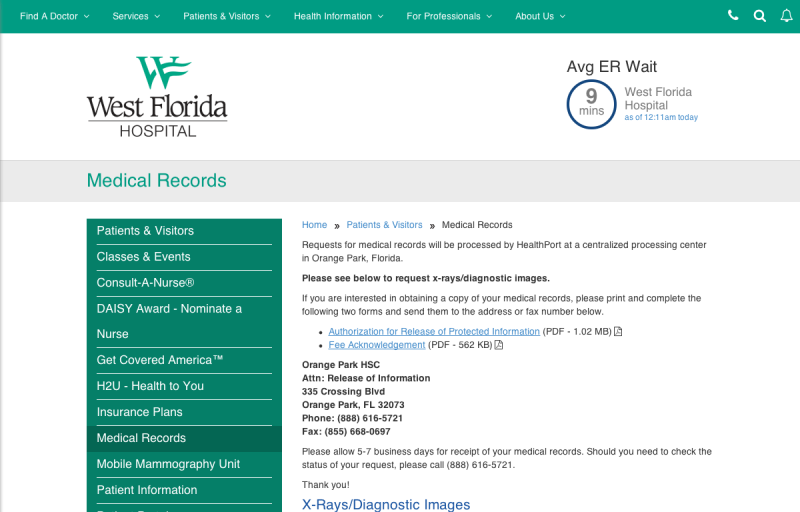 Find A Doctor Services Patients & Visitors Health Information For Professionals About Us
West Florida
HOSPITAL
Avg ER Wait
9
mins
West Florida
Hospital
as of 12:11am today
Medical Records
Patients & Visitors
Classes & Events
Consult-A-Nurse®
DAISY Award - Nominate a
Nurse
Get Covered America™
H2U - Health to You
Insurance Plans
Medical Records
Mobile Mammography Unit
Patient Information
Home » Patients & Visitors » Medical Records
Requests for medical records will be processed by HealthPort at a centralized processing center
in Orange Park, Florida.
Please see below to request x-rays/diagnostic images.
If you are interested in obtaining a copy of your medical records, please print and complete the
following two forms and send them to the address or fax number below.
• Authorization for Release of Protected Information (PDF - 1.02 MB)
• Fee Acknowledgement (PDF - 562 KB)
Orange Park HSC
Attn: Release of Information
335 Crossing Blvd
Orange Park, FL 32073
Phone: (888) 616-5721
Fax: (855) 668-0697
Please allow 5-7 business days for receipt of your medical records. Should you need to check the
status of your request, please call (888) 616-5721.
Thank you!
X-Rays/Diagnostic Images